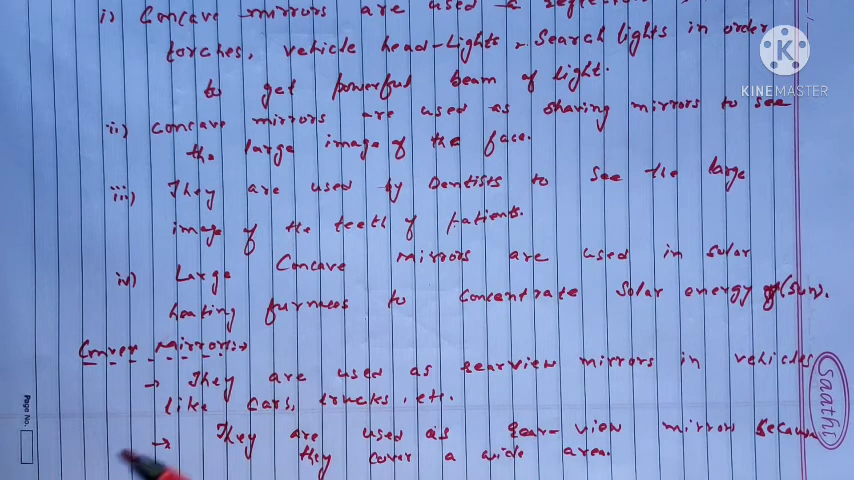 i) Concave mirrors are used
torches, vehicle head-lights, Search lights in order
to get powerful beam of light.
ii) Concave mirrors are used as shaving mirrors to see
the large image of the face.
iii) They are used by Dentists to see the large
image of the teeth of patients.
iv) Large Concave mirrors are used in solar
heating furnaces to concentrate solar energy of (sun).
Convex mirrors:→
→ They are used as rearview mirrors in vehicles
like cars, trucks, etc.
→ They are used as rear-view mirror because
they cover a wide area.
K
KINEMASTER
Saathi
Page No.